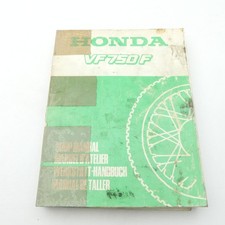 HONDA
VF750F
SHOP MANUAL
MANUEL D'ATELIER
WERKSTATT-HANDBUCH
MANUAL DE TALLER